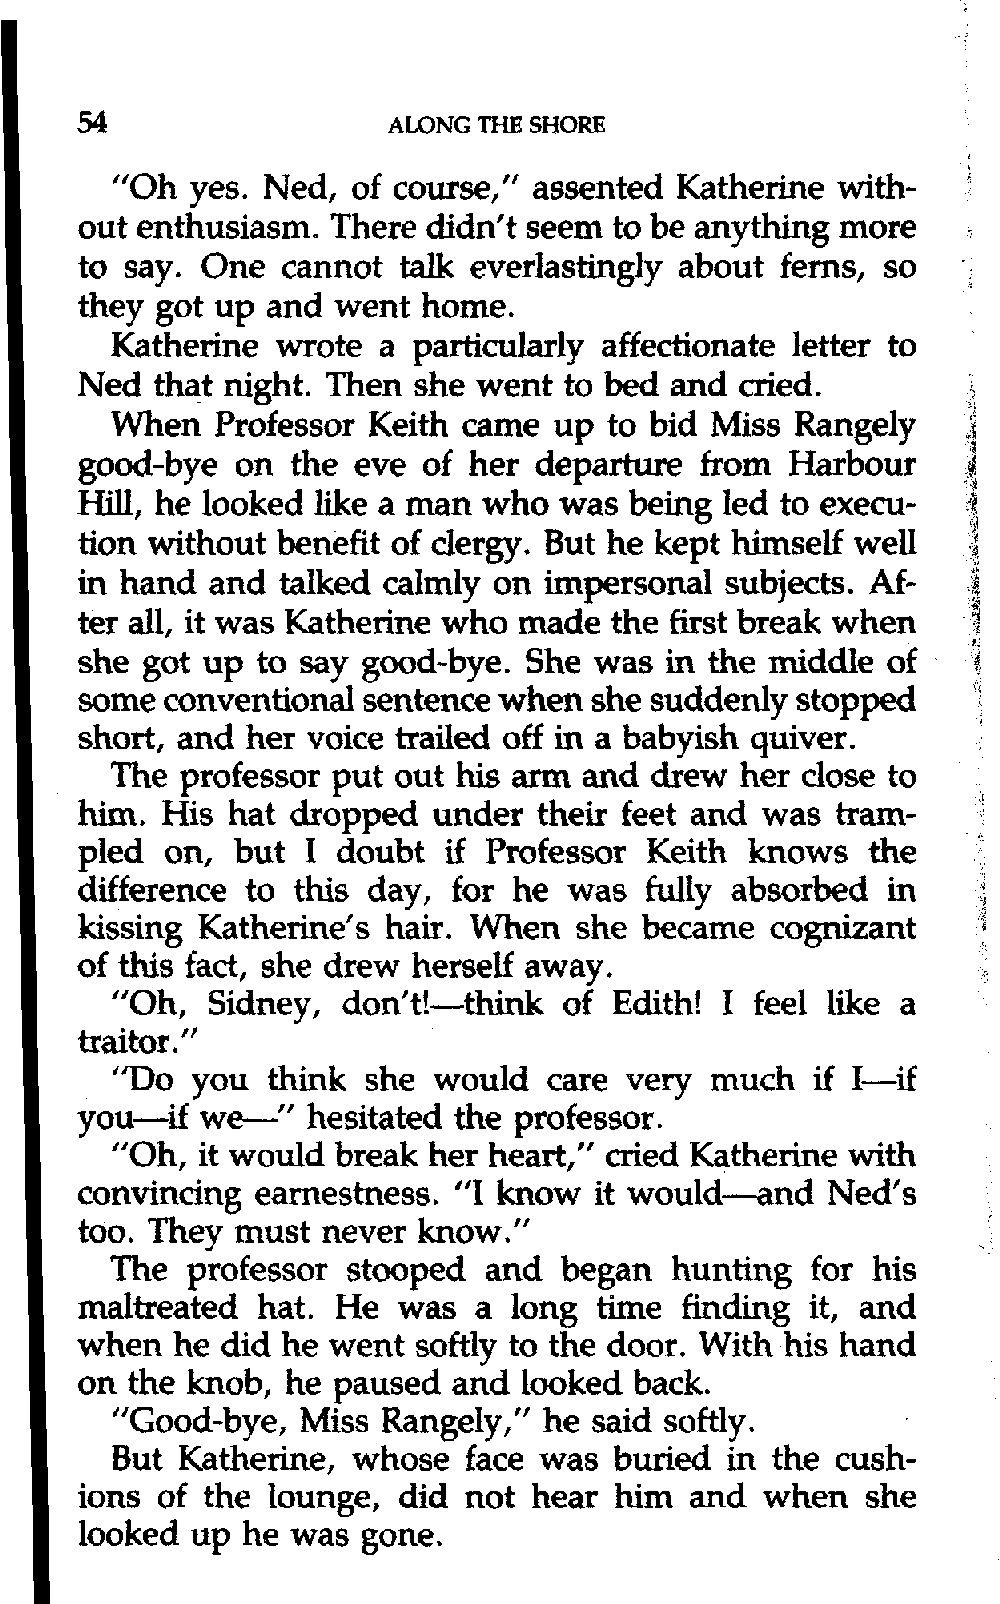 54 ALONG THE SHORE
"Oh yes. Ned, of course," assented Katherine with-
out enthusiasm. There didn't seem to be anything more
to say. One cannot talk everlastingly about ferns, so
they got up and went home.
Katherine wrote a particularly affectionate letter to
Ned that night. Then she went to bed and cried.
When Professor Keith came up to bid Miss Rangely
good-bye on the eve of her departure from Harbour
Hill, he looked like a man who was being led to execu-
tion without benefit of clergy. But he kept himself well
in hand and talked calmly on impersonal subjects. Af-
ter all, it was Katherine who made the first break when
she got up to say good-bye. She was in the middle of
some conventional sentence when she suddenly stopped
short, and her voice trailed off in a babyish quiver.
The professor put out his arm and drew her close to
him. His hat dropped under their feet and was tram-
pled on, but I doubt if Professor Keith knows the
difference to this day, for he was fully absorbed in
kissing Katherine's hair. When she became cognizant
of this fact, she drew herself away.
"Oh, Sidney, don't!—think of Edith! I feel like a
traitor."
"Do you think she would care very much if I—if
you—if we—" hesitated the professor.
"Oh, it would break her heart," cried Katherine with
convincing earnestness. "I know it would—and Ned's
too. They must never know."
The professor stooped and began hunting for his
maltreated hat. He was a long time finding it, and
when he did he went softly to the door. With his hand
on the knob, he paused and looked back.
"Good-bye, Miss Rangely," he said softly.
But Katherine, whose face was buried in the cush-
ions of the lounge, did not hear him and when she
looked up he was gone.